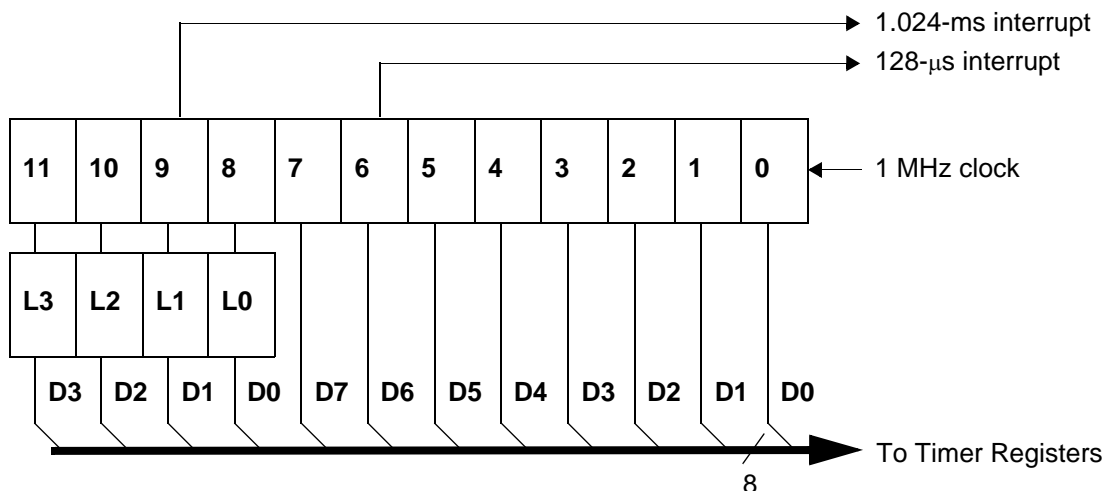 1.024-ms interrupt
128-μs interrupt
11 10 9 8 7 6 5 4 3 2 1 0
1 MHz clock
L3 L2 L1 L0
D3 D2 D1 D0 D7 D6 D5 D4 D3 D2 D1 D0
To Timer Registers
8